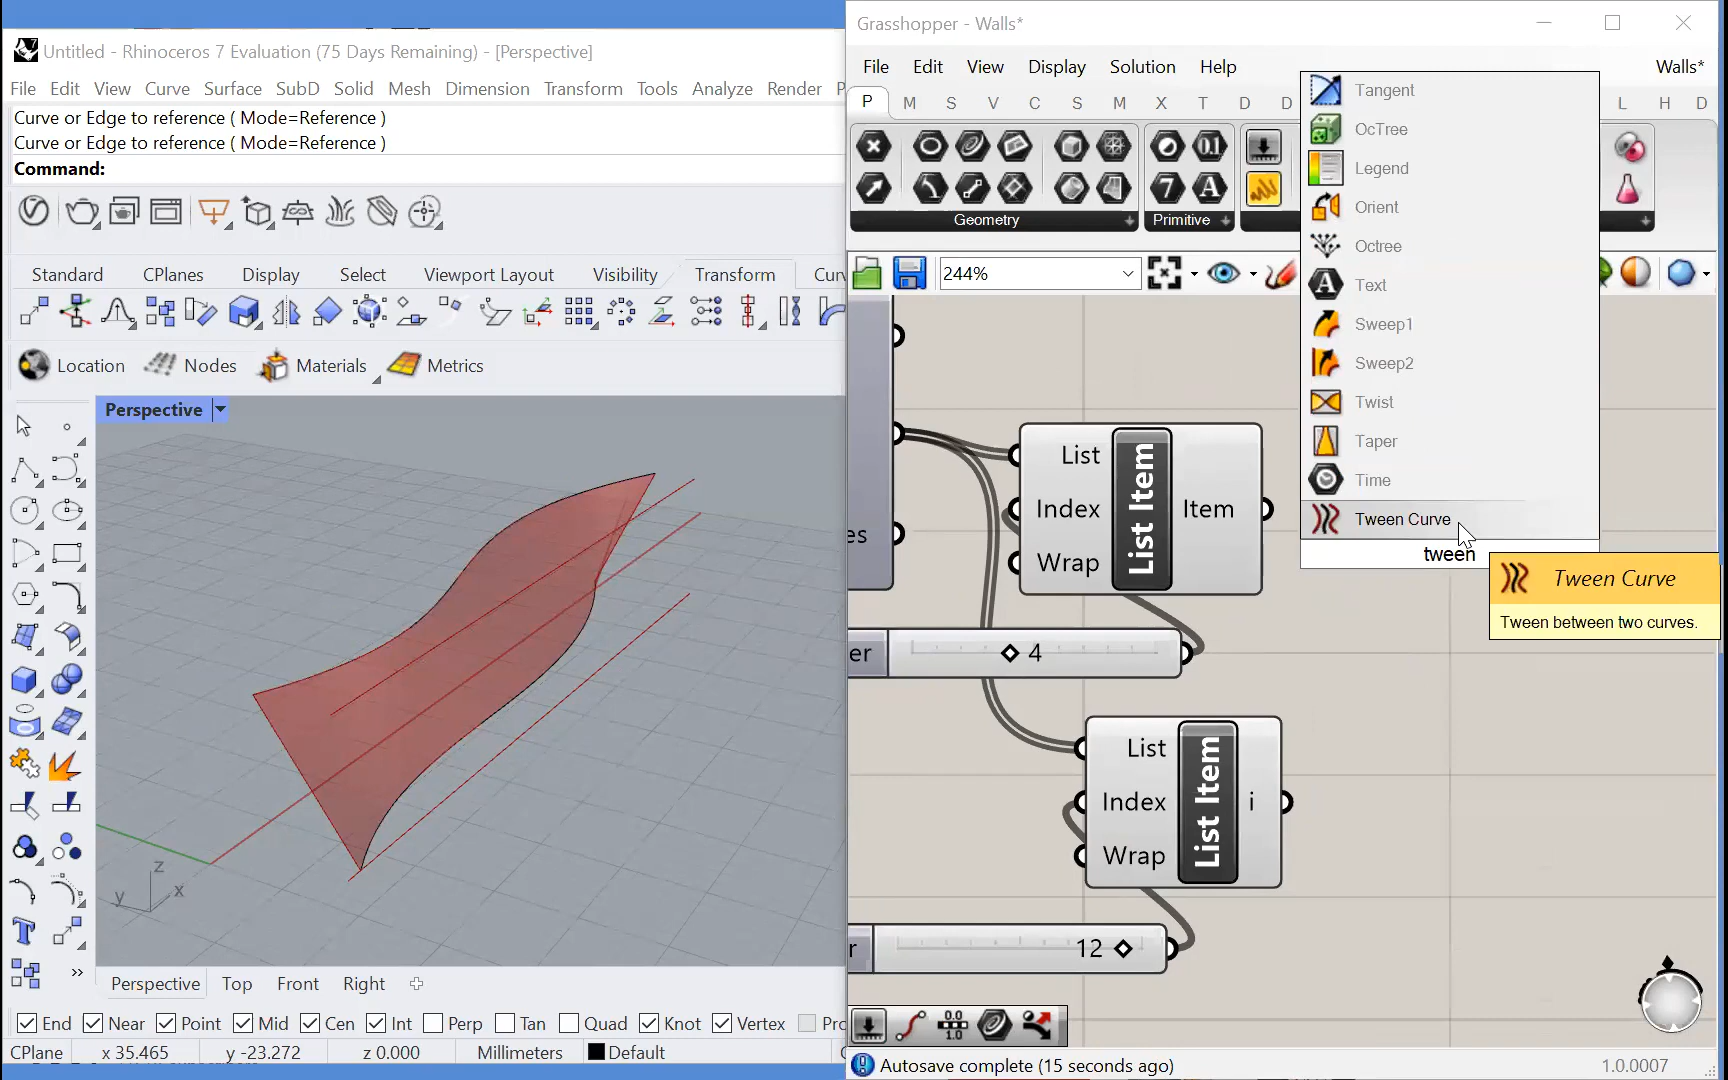 Untitled - Rhinoceros 7 Evaluation (75 Days Remaining) - [Perspective]
File Edit View Curve Surface SubD Solid Mesh Dimension Transform Tools Analyze Render P
Curve or Edge to reference ( Mode=Reference )
Curve or Edge to reference ( Mode=Reference )
Command:
Standard CPlanes Display Select Viewport Layout Visibility Transform Curv
Location Nodes Materials Metrics
Perspective
z
y x
Perspective Top Front Right
End Near Point Mid Cen Int Perp Tan Quad Knot Vertex Pro
CPlane x 35.465 y -23.272 z 0.000 Millimeters Default
Grasshopper - Walls*
File Edit View Display Solution Help Walls*
P M S V C S M X T D D L H D
Geometry Primitive
244%
Tangent
OcTree
Legend
Orient
Octree
Text
Sweep1
Sweep2
Twist
Taper
Time
Tween Curve
tween
Tween Curve
Tween between two curves.
es
List
Index
Wrap
List Item
Item
er 4
List
Index
Wrap
List Item
i
r 12
Autosave complete (15 seconds ago) 1.0.0007